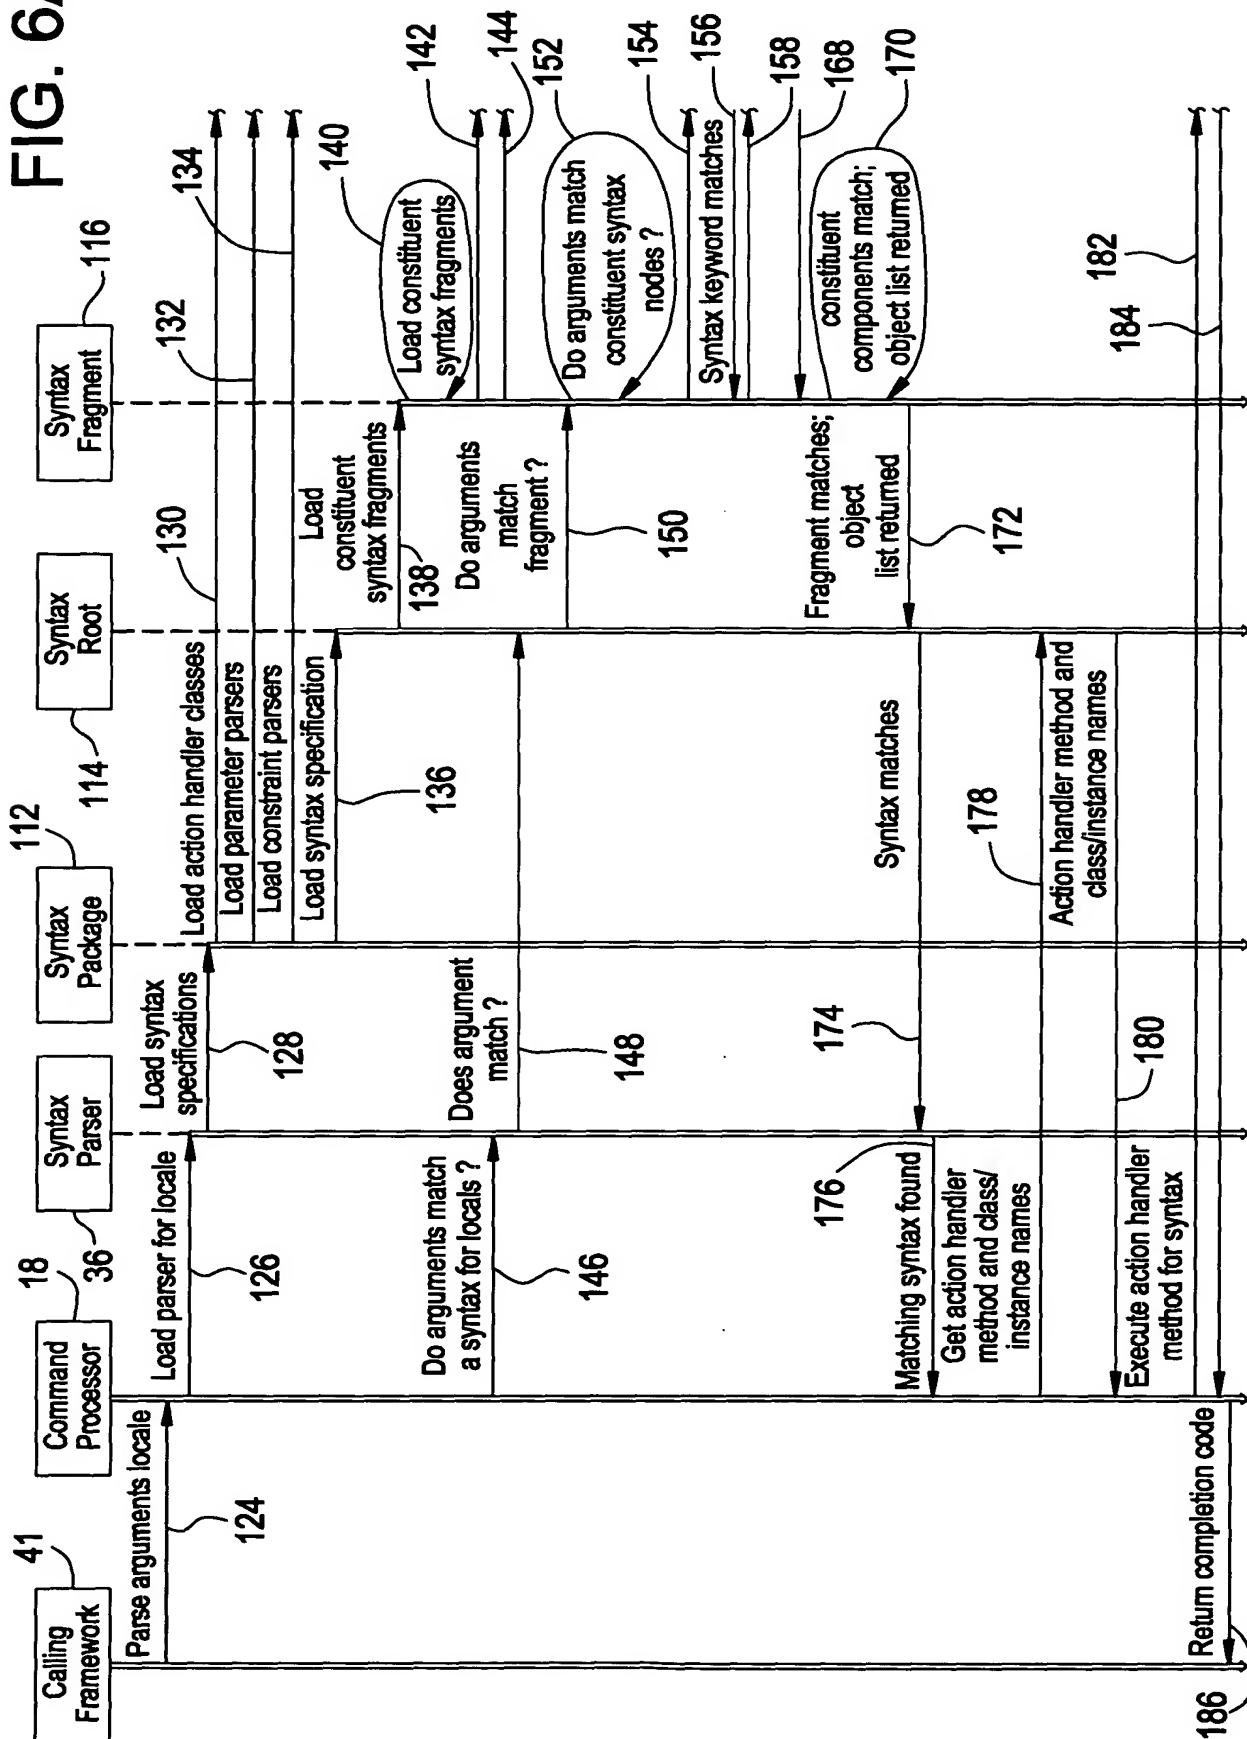 FIG. 6A
41
Calling
Framework
18
Command
Processor
36
Syntax
Parser
112
Syntax
Package
114
Syntax
Root
Syntax
Fragment
116
Parse arguments locale
124
Load parser for locale
126
Load syntax
specifications
128
Load action handler classes
130
Load parameter parsers
132
Load constraint parsers
134
Load syntax specification
136
Load
constituent
syntax fragments
138
Load constituent
syntax fragments
140
142
144
Do arguments match
a syntax for locals ?
146
Does argument
match ?
148
Do arguments
match
fragment ?
150
Do arguments match
constituent syntax
nodes ?
152
154
Syntax keyword matches
156
158
168
constituent
components match;
object list returned
170
Fragment matches;
object
list returned
172
Syntax matches
174
176
Matching syntax found
Get action handler
method and class/
instance names
178
Action handler method and
class/instance names
180
Execute action handler
method for syntax
182
184
Return completion code
186